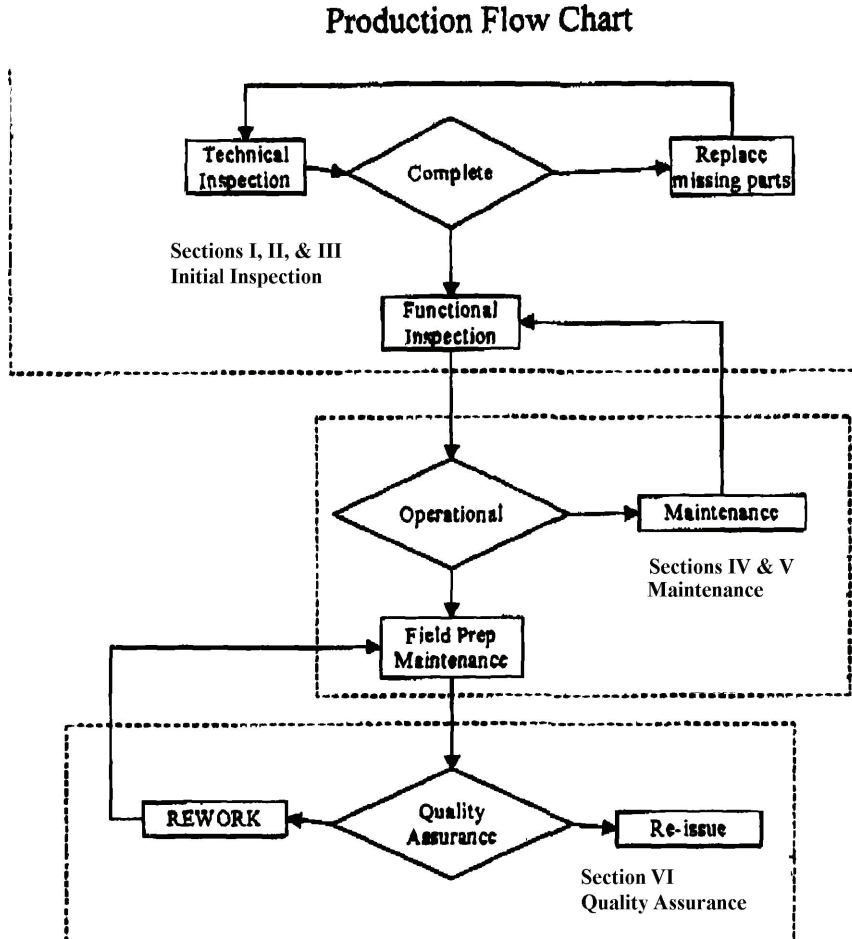 Production Flow Chart
Technical
Inspection
Complete
Replace
missing parts
Sections I, II, & III
Initial Inspection
Functional
Inspection
Operational
Maintenance
Sections IV & V
Maintenance
Field Prep
Maintenance
REWORK
Quality
Assurance
Re-issue
Section VI
Quality Assurance